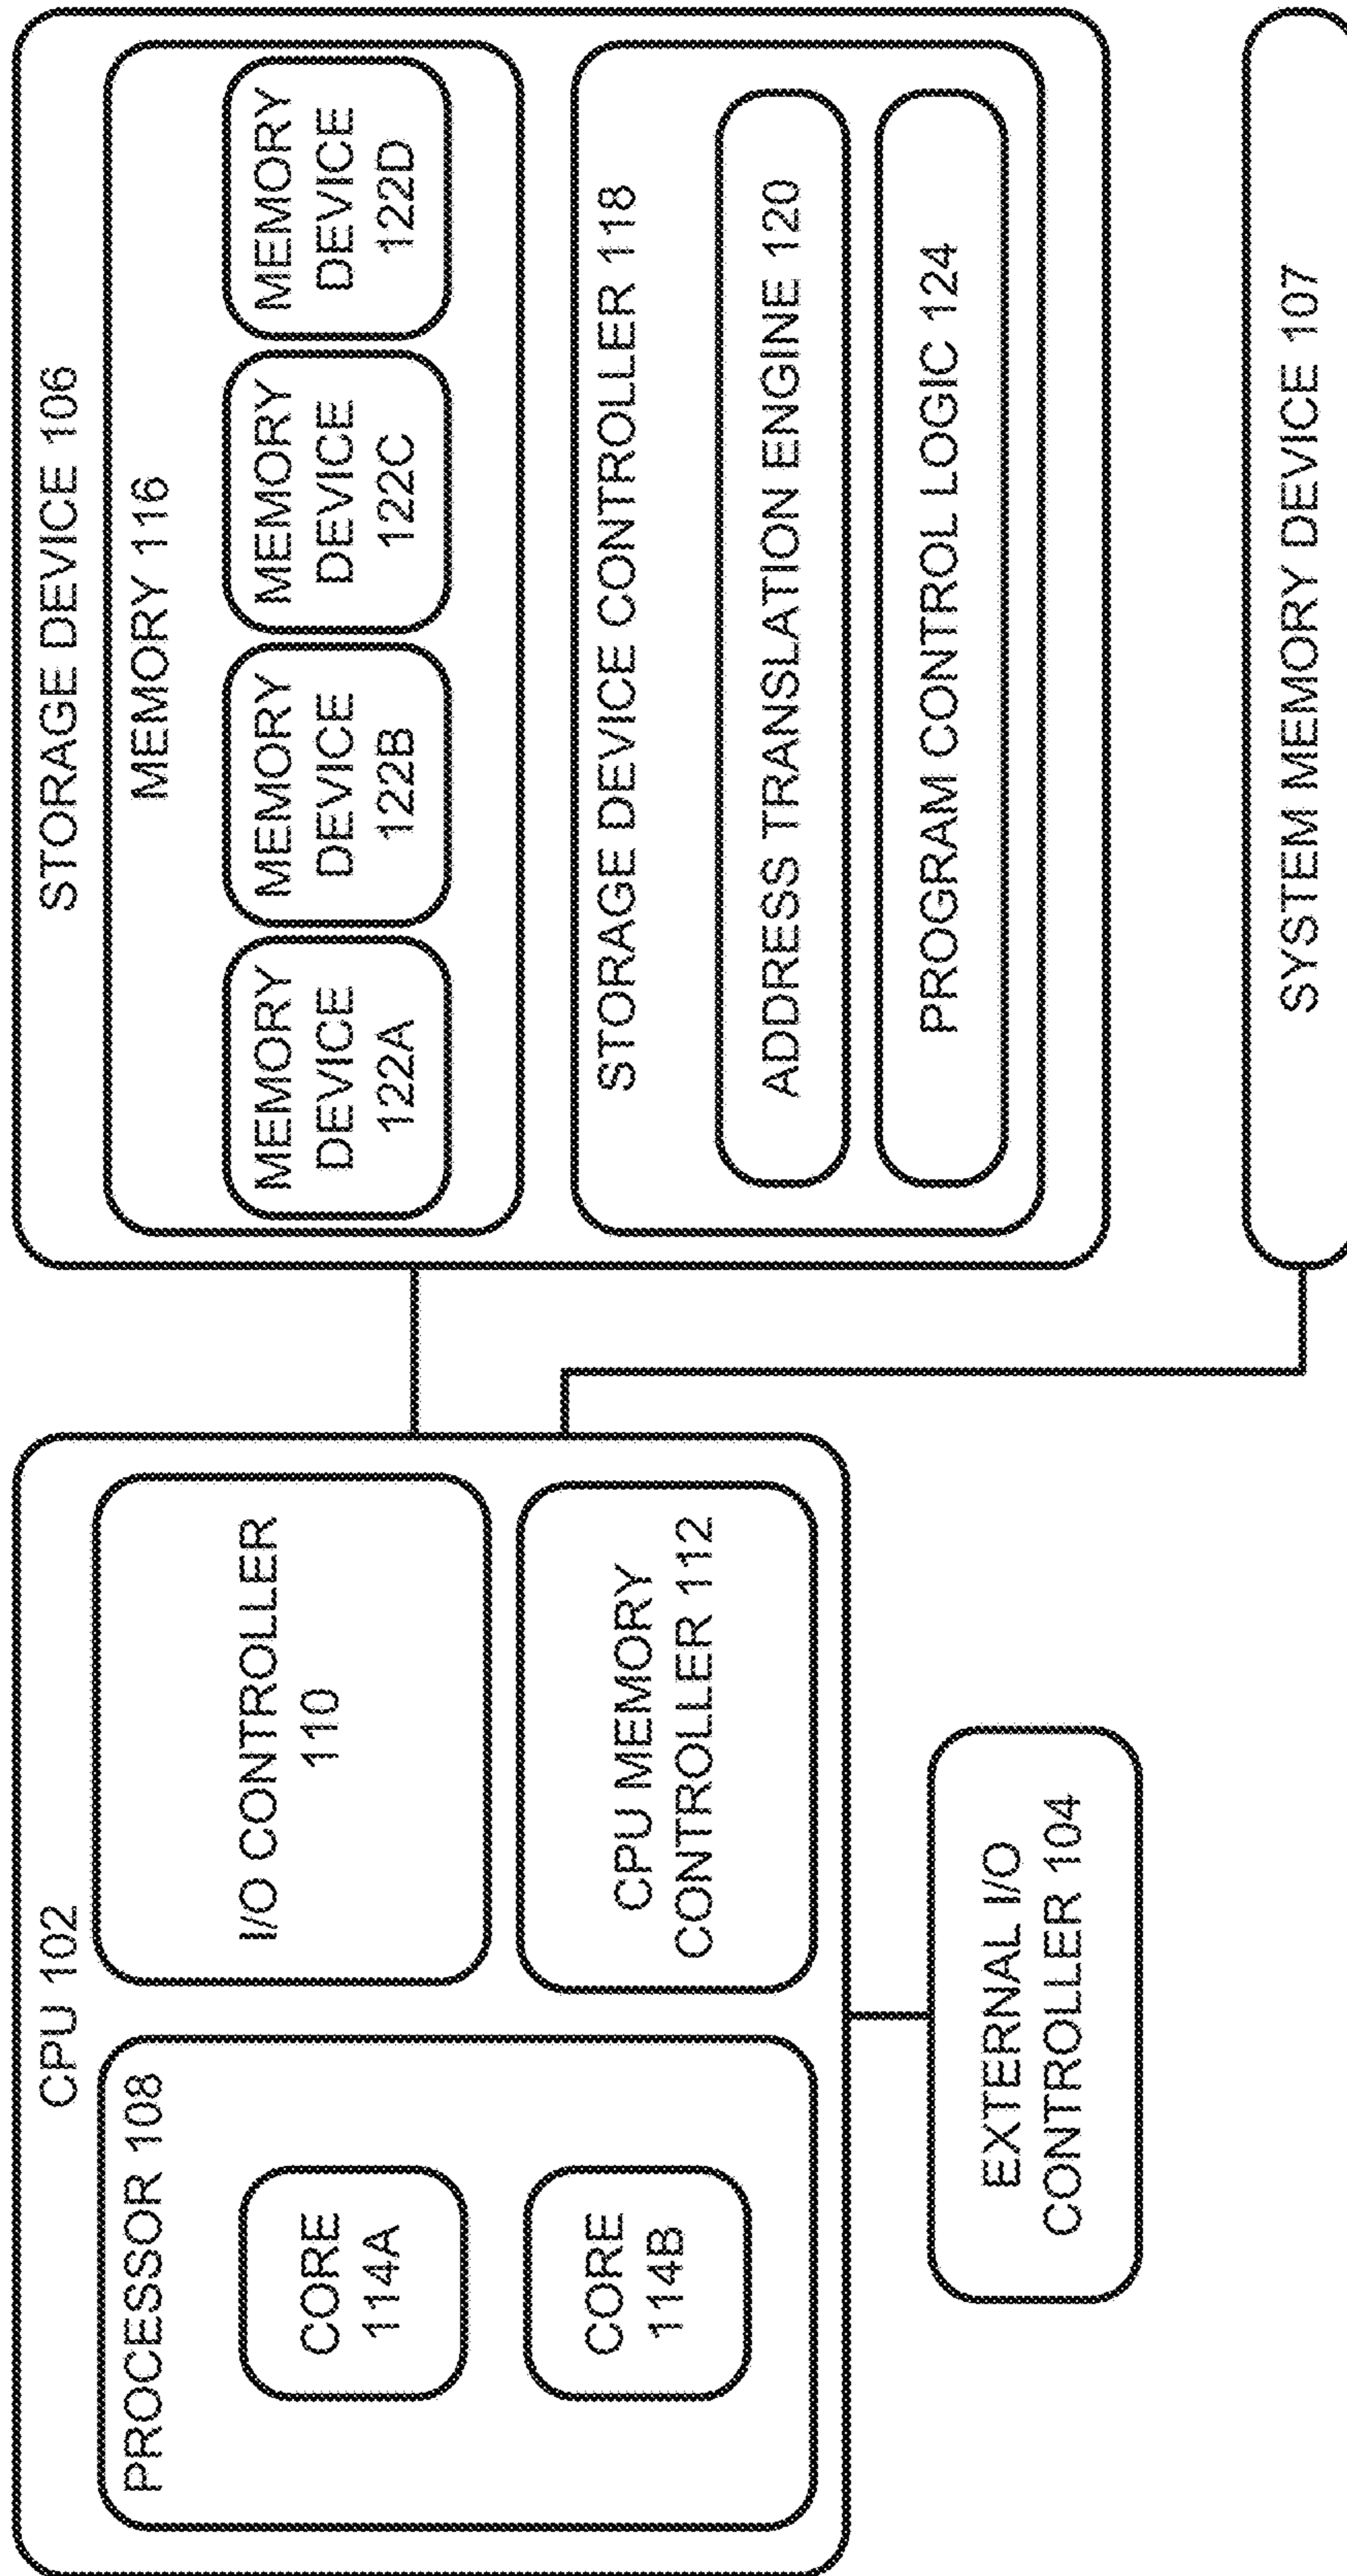 CPU 102
PROCESSOR 108
CORE
114A
CORE
114B
I/O CONTROLLER
110
CPU MEMORY
CONTROLLER 112
EXTERNAL I/O
CONTROLLER 104
STORAGE DEVICE 106
MEMORY 116
MEMORY
DEVICE
122A
MEMORY
DEVICE
122B
MEMORY
DEVICE
122C
MEMORY
DEVICE
122D
STORAGE DEVICE CONTROLLER 118
ADDRESS TRANSLATION ENGINE 120
PROGRAM CONTROL LOGIC 124
SYSTEM MEMORY DEVICE 107